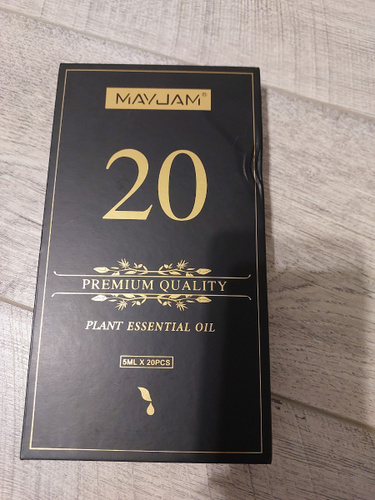 MAYJAM®
20
PREMIUM QUALITY
PLANT ESSENTIAL OIL
5ML X 20PCS